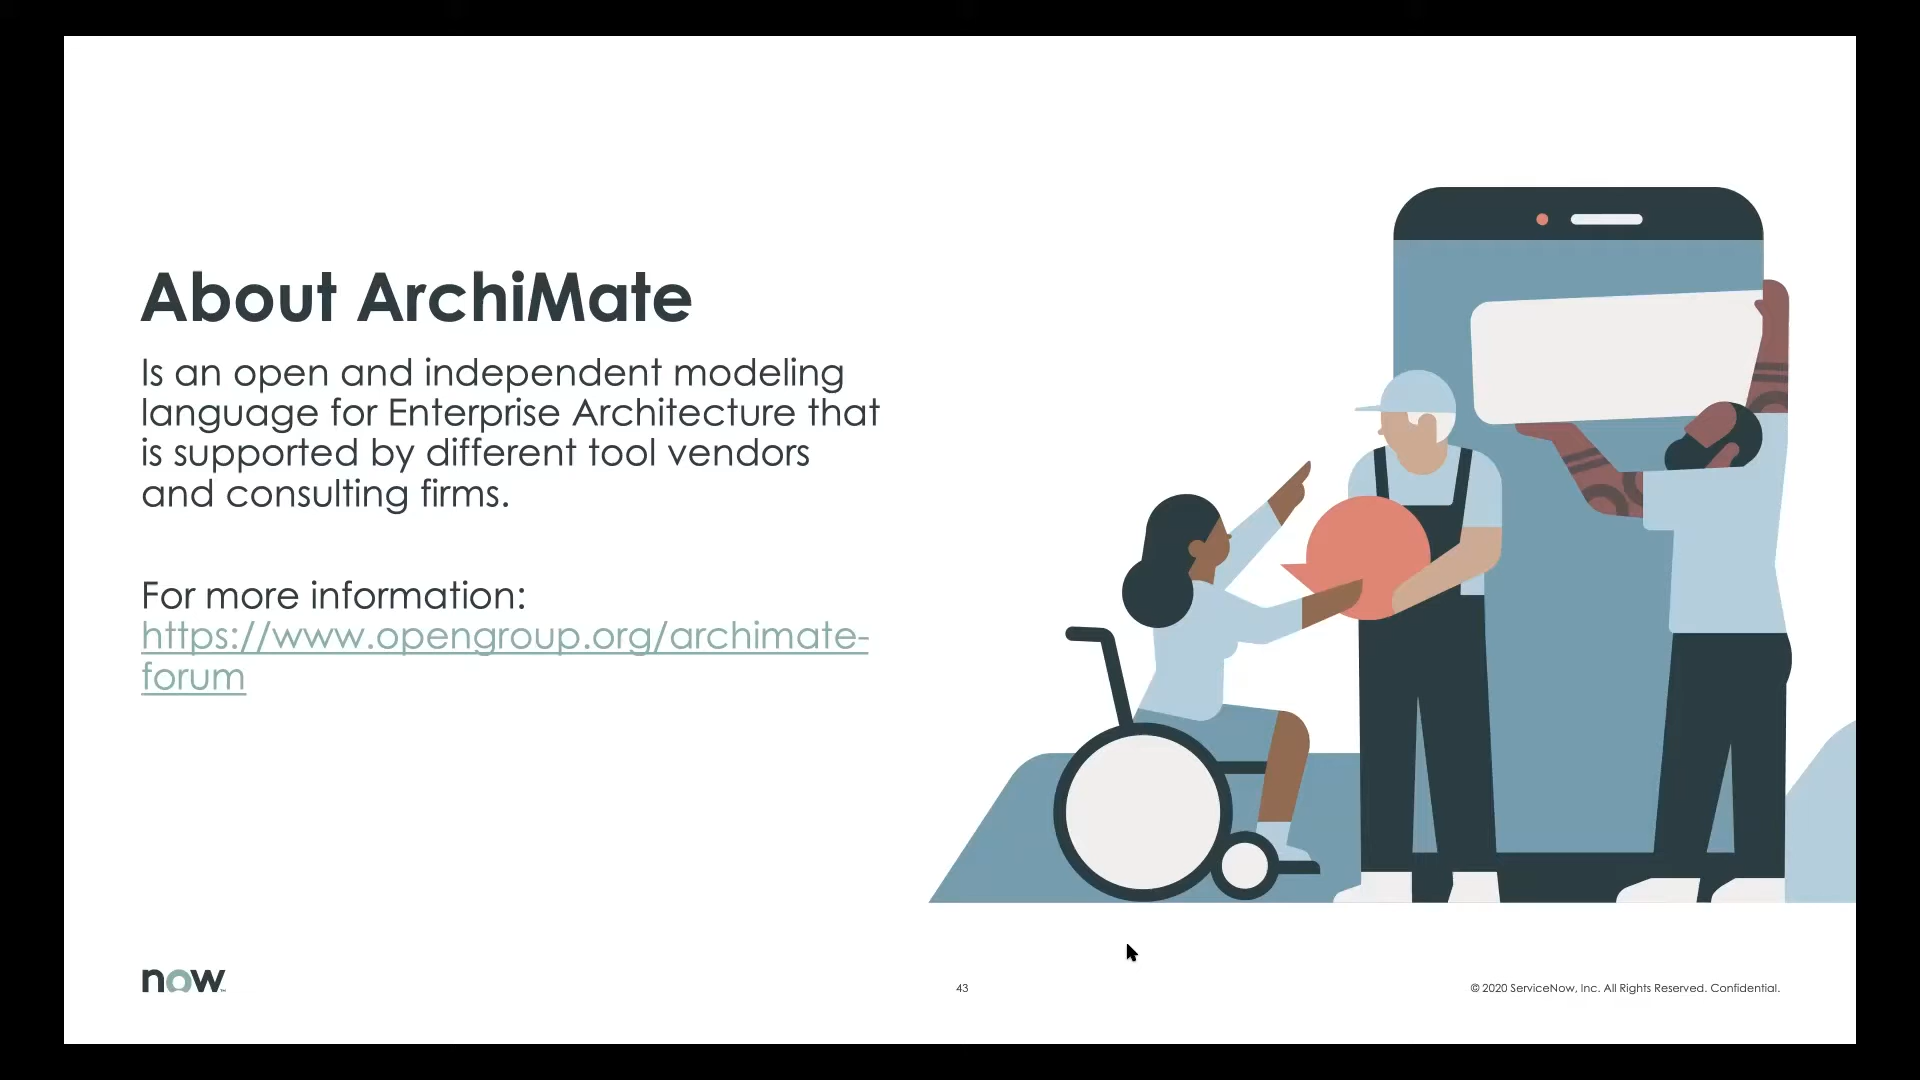 About ArchiMate
Is an open and independent modeling
language for Enterprise Architecture that
is supported by different tool vendors
and consulting firms.
For more information:
https://www.opengroup.org/archimate-
forum
now
43
© 2020 ServiceNow, Inc. All Rights Reserved. Confidential.